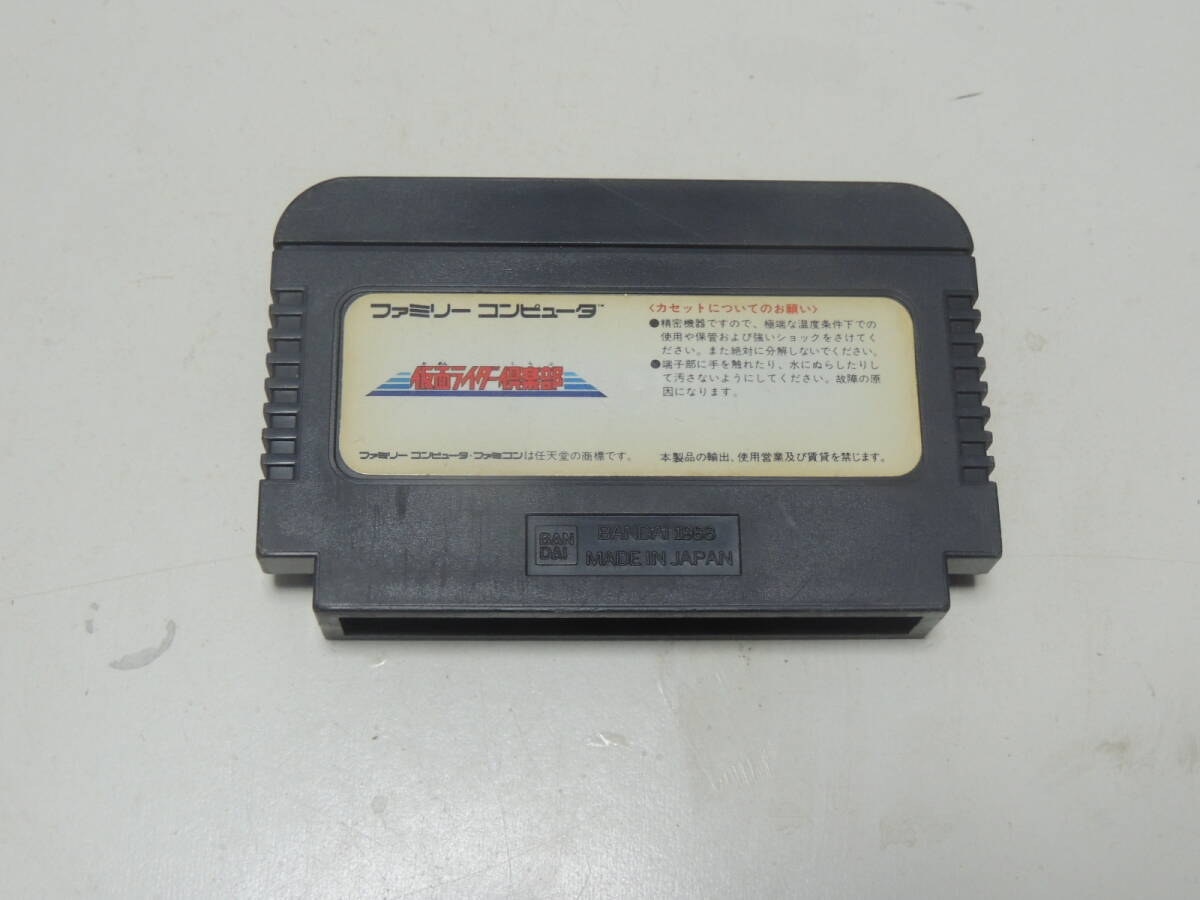 ファミリー コンピュータ™
仮面ライダー倶楽部
ファミリー コンピュータ・ファミコンは任天堂の商標です。
〈カセットについてのお願い〉
●精密機器ですので、極端な温度条件下での
使用や保管および強いショックをさけてく
ださい。また絶対に分解しないでください。
●端子部に手を触れたり、水にぬらしたりし
て汚さないようにしてください。故障の原
因になります。
本製品の輸出、使用営業及び賃貸を禁じます。
BAN
DAI
BANDAI 1988
MADE IN JAPAN